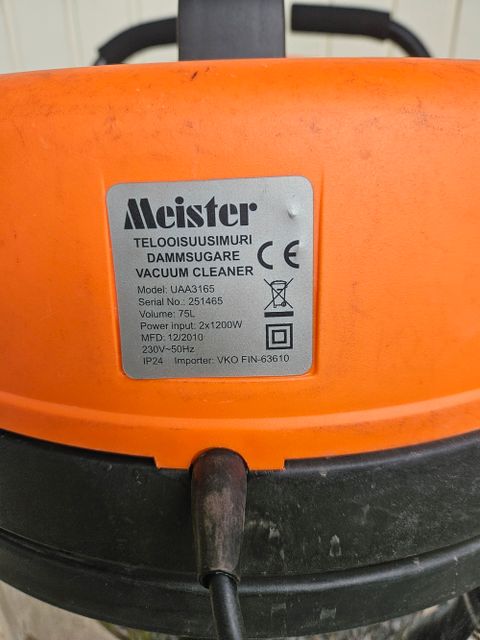 Meister
TELOOISUUSIMURI
DAMMSUGARE
VACUUM CLEANER
CE
Model: UAA3165
Serial No.: 251465
Volume: 75L
Power input: 2x1200W
MFD: 12/2010
230V~50Hz
IP24 Importer: VKO FIN-63610